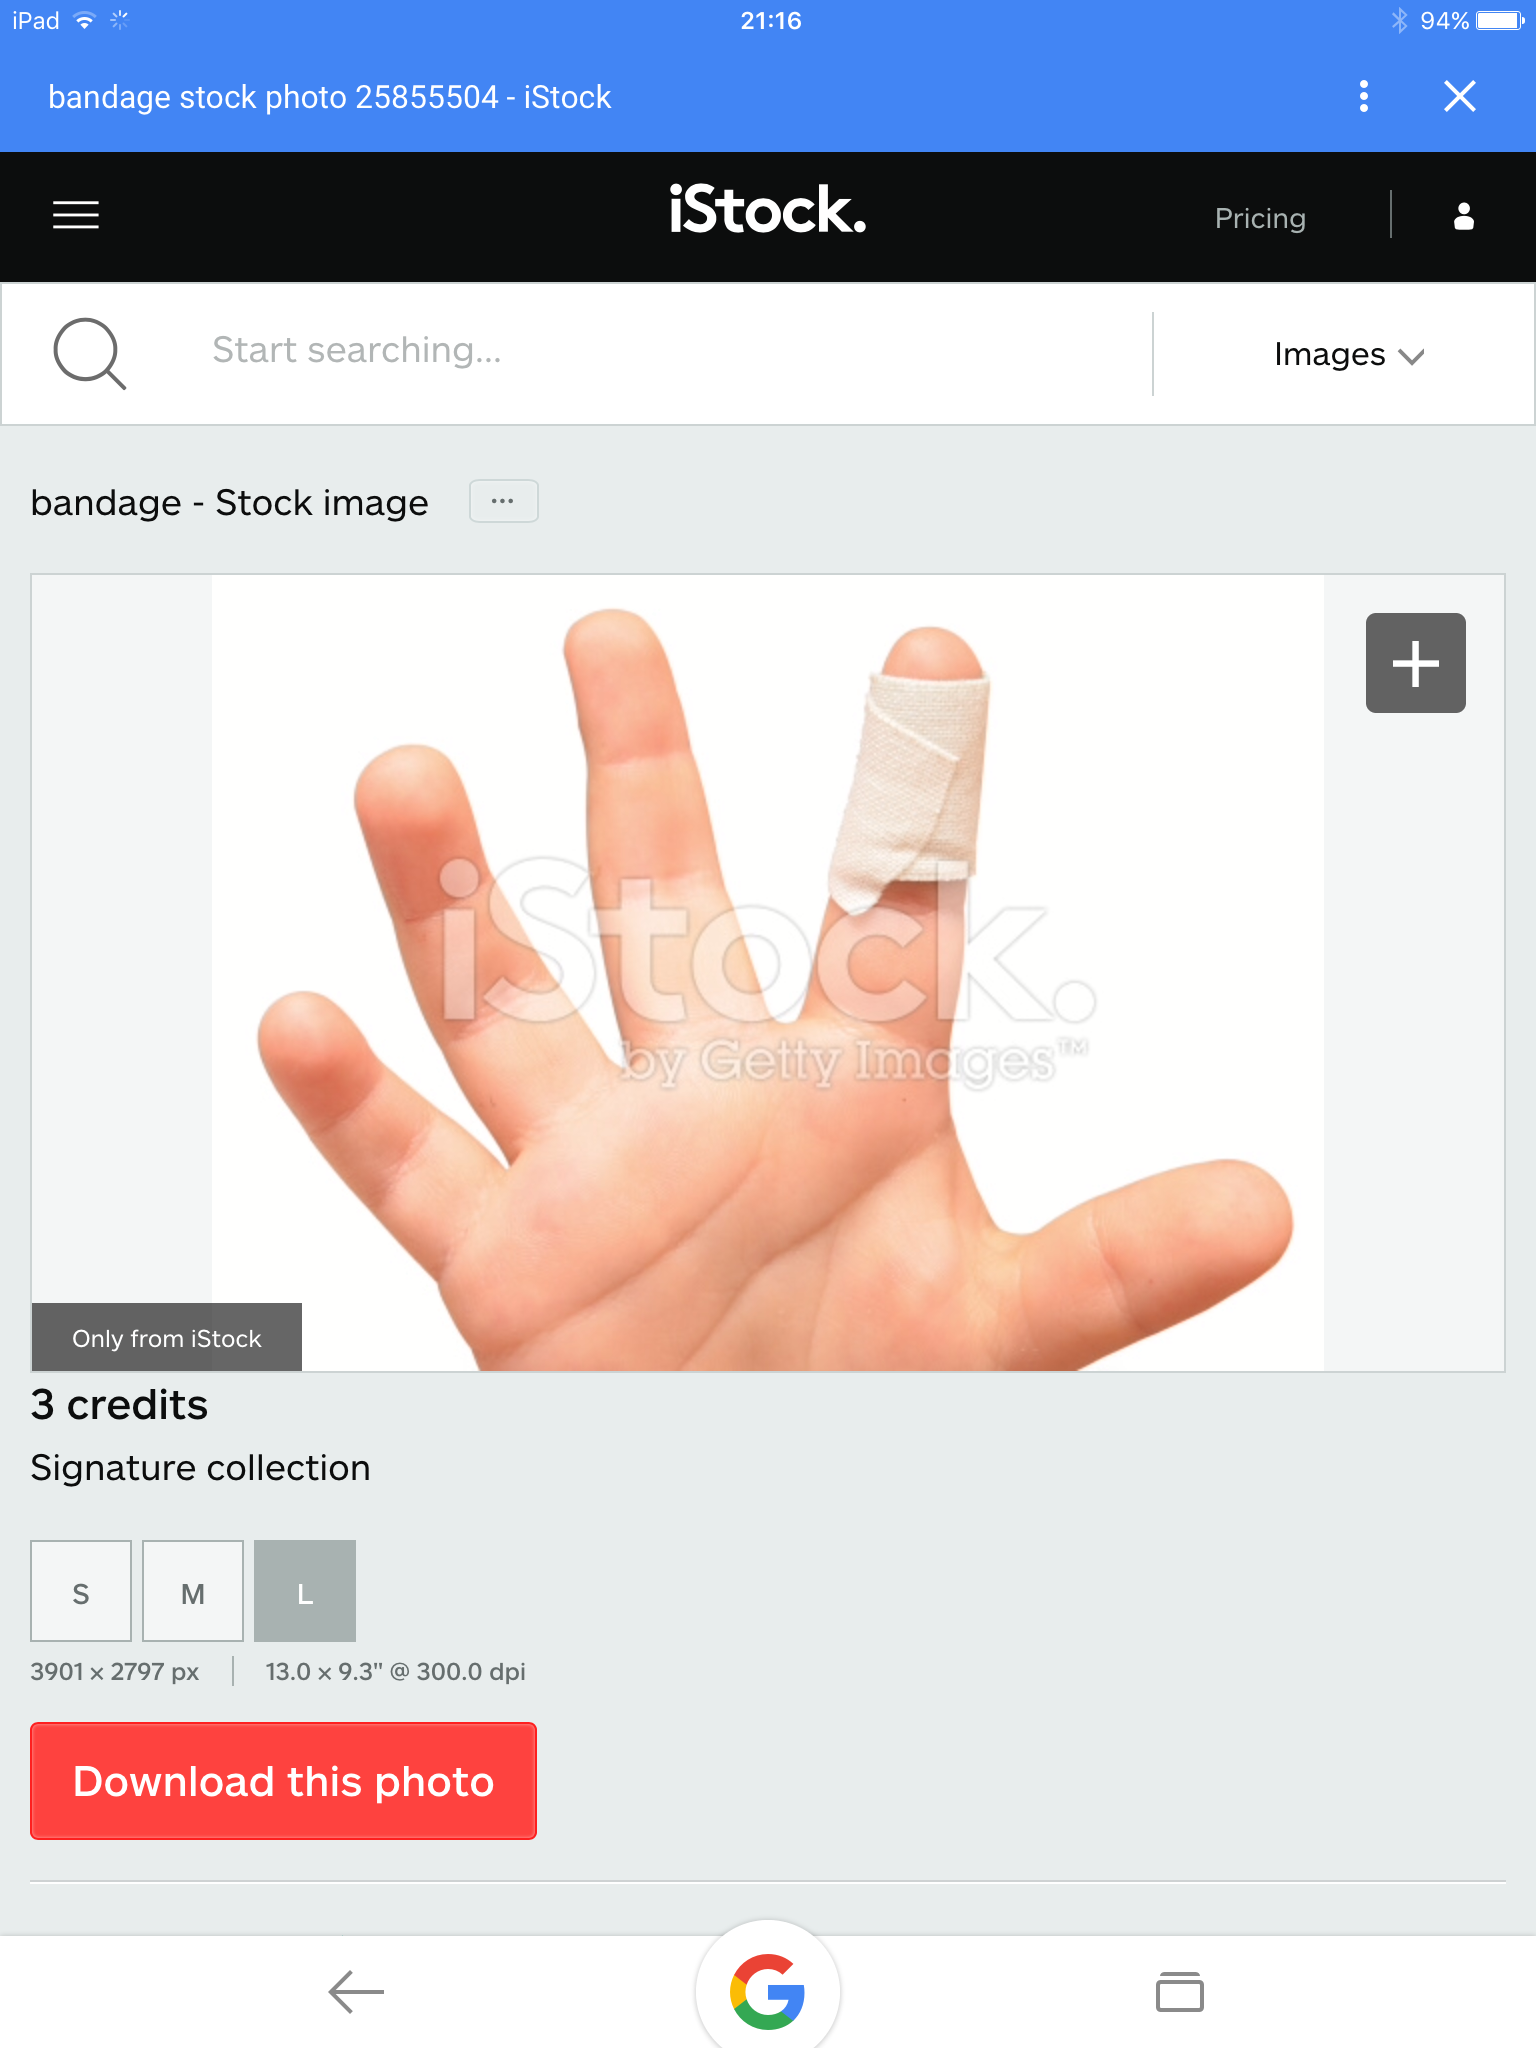 iPad 21:16 94%
bandage stock photo 25855504 - iStock
iStock. Pricing
Start searching... Images
bandage - Stock image ...
iStock.
by Getty Images™
Only from iStock
3 credits
Signature collection
S M L
3901 x 2797 px | 13.0 x 9.3" @ 300.0 dpi
Download this photo
G